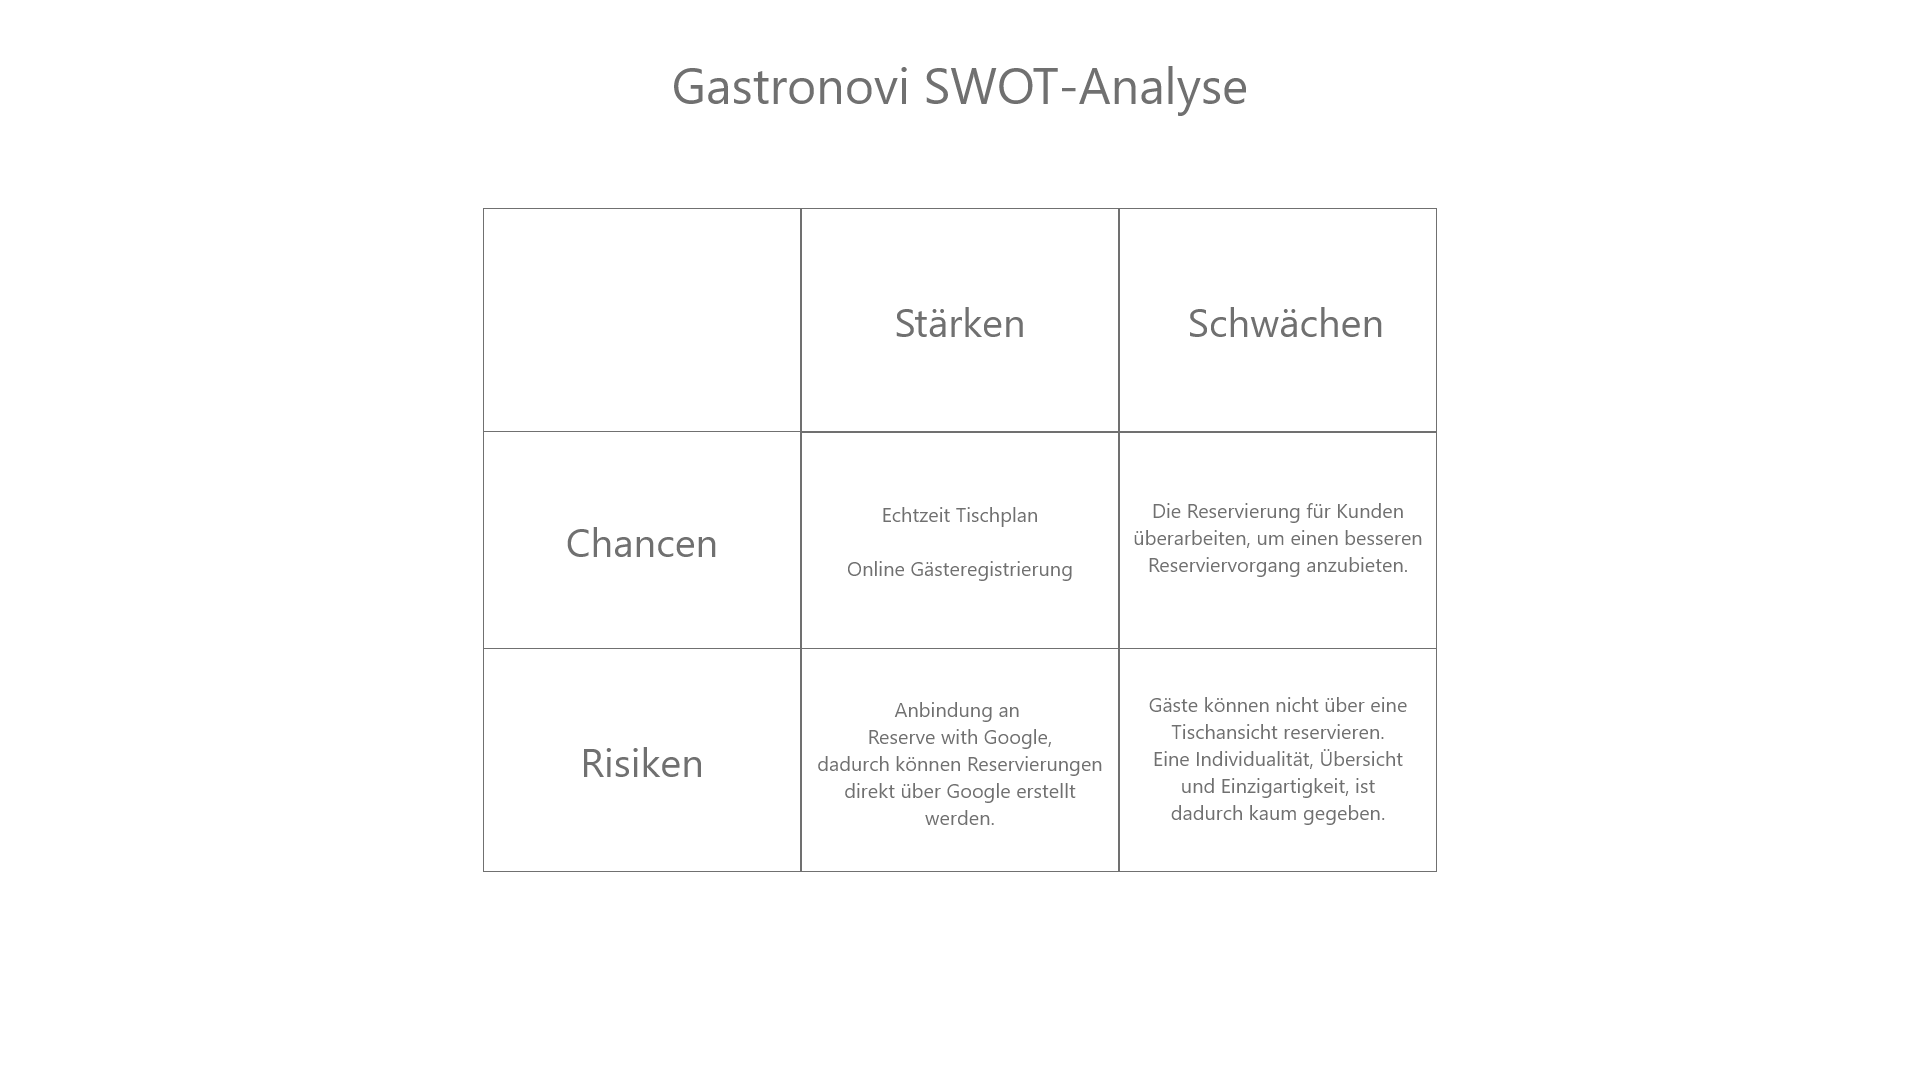 Gastronovi SWOT-Analyse
Stärken
Schwächen
Chancen
Echtzeit Tischplan
Online Gästeregistrierung
Die Reservierung für Kunden
überarbeiten, um einen besseren
Reserviervorgang anzubieten.
Risiken
Anbindung an
Reserve with Google,
dadurch können Reservierungen
direkt über Google erstellt
werden.
Gäste können nicht über eine
Tischansicht reservieren.
Eine Individualität, Übersicht
und Einzigartigkeit, ist
dadurch kaum gegeben.